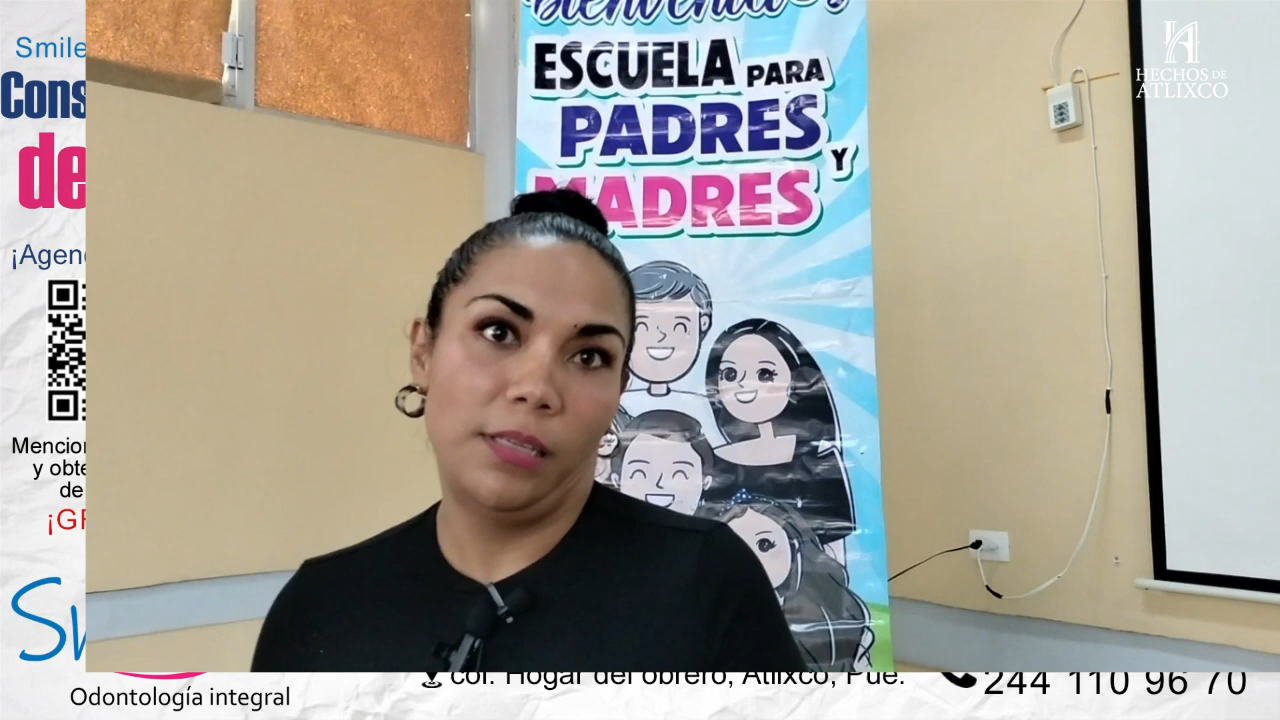 ESCUELA PARA
PADRES
Y
MADRES
HECHOS DE
ATLIXCO
Smile
Cons
de
¡Agen
Mencion
y obte
de
Odontología integral
col. Hogar del obrero, Atlixco, Pue.
244 110 96 70